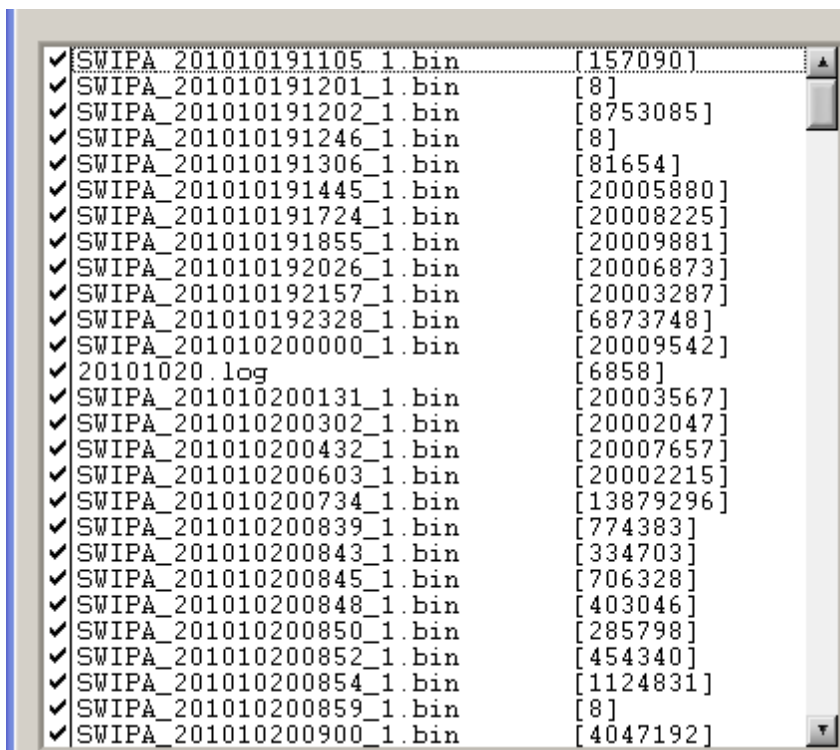 SWIPA_201010191105_1.bin [157090]
SWIPA_201010191201_1.bin [8]
SWIPA_201010191202_1.bin [8753085]
SWIPA_201010191246_1.bin [8]
SWIPA_201010191306_1.bin [81654]
SWIPA_201010191445_1.bin [20005880]
SWIPA_201010191724_1.bin [20008225]
SWIPA_201010191855_1.bin [20009881]
SWIPA_201010192026_1.bin [20006873]
SWIPA_201010192157_1.bin [20003287]
SWIPA_201010192328_1.bin [6873748]
SWIPA_201010200000_1.bin [20009542]
20101020.log [6858]
SWIPA_201010200131_1.bin [20003567]
SWIPA_201010200302_1.bin [20002047]
SWIPA_201010200432_1.bin [20007657]
SWIPA_201010200603_1.bin [20002215]
SWIPA_201010200734_1.bin [13879296]
SWIPA_201010200839_1.bin [774383]
SWIPA_201010200843_1.bin [334703]
SWIPA_201010200845_1.bin [706328]
SWIPA_201010200848_1.bin [403046]
SWIPA_201010200850_1.bin [285798]
SWIPA_201010200852_1.bin [454340]
SWIPA_201010200854_1.bin [1124831]
SWIPA_201010200859_1.bin [8]
SWIPA_201010200900_1.bin [4047192]